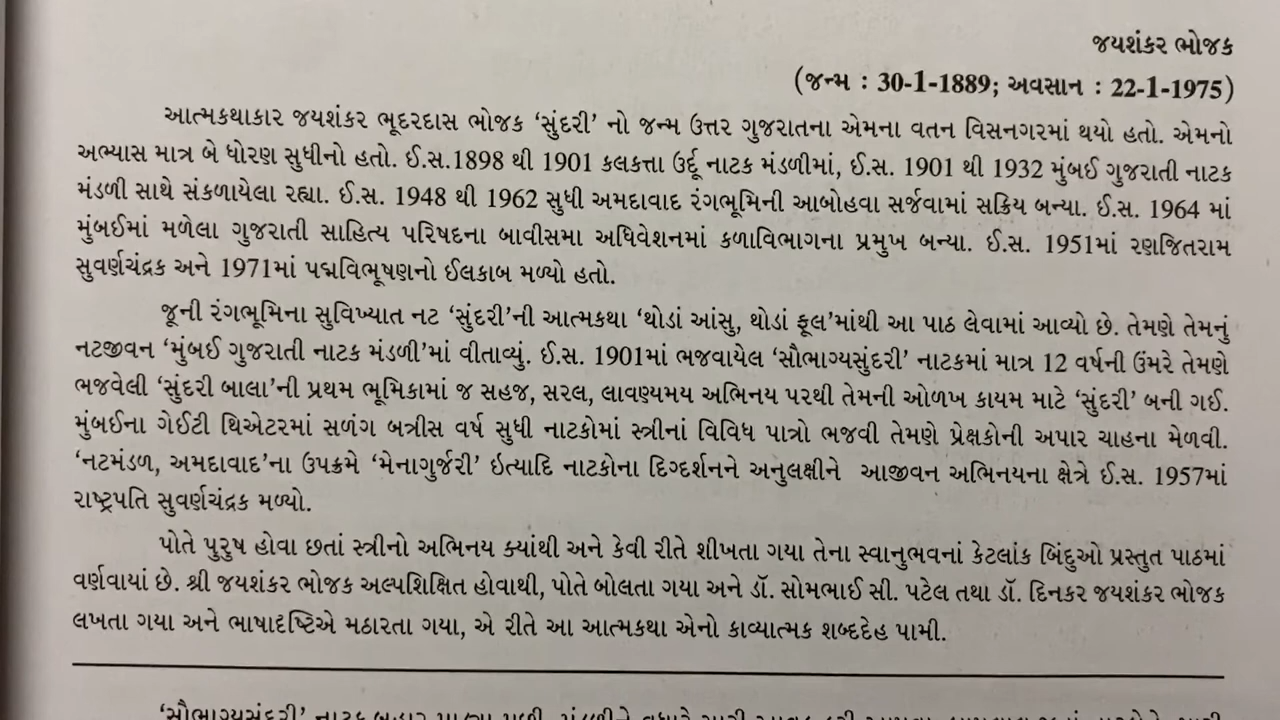 જયશંકર ભોજક
(જન્મ : 30-1-1889; અવસાન : 22-1-1975)
આત્મકથાકાર જયશંકર ભૂદરદાસ ભોજક ‘સુંદરી’ નો જન્મ ઉત્તર ગુજરાતના એમના વતન વિસનગરમાં થયો હતો. એમનો
અભ્યાસ માત્ર બે ધોરણ સુધીનો હતો. ઈ.સ.1898 થી 1901 કલકત્તા ઉર્દૂ નાટક મંડળીમાં, ઈ.સ. 1901 થી 1932 મુંબઈ ગુજરાતી નાટક
મંડળી સાથે સંકળાયેલા રહ્યા. ઈ.સ. 1948 થી 1962 સુધી અમદાવાદ રંગભૂમિની આબોહવા સર્જવામાં સક્રિય બન્યા. ઈ.સ. 1964 માં
મુંબઈમાં મળેલા ગુજરાતી સાહિત્ય પરિષદના બાવીસમા અધિવેશનમાં કળાવિભાગના પ્રમુખ બન્યા. ઈ.સ. 1951માં રણજિતરામ
સુવર્ણચંદ્રક અને 1971માં પદ્મવિભૂષણનો ઈલકાબ મળ્યો હતો.
જૂની રંગભૂમિના સુવિખ્યાત નટ ‘સુંદરી’ની આત્મકથા ‘થોડાં આંસુ, થોડાં ફૂલ’માંથી આ પાઠ લેવામાં આવ્યો છે. તેમણે તેમનું
નટજીવન ‘મુંબઈ ગુજરાતી નાટક મંડળી’માં વીતાવ્યું. ઈ.સ. 1901માં ભજવાયેલ ‘સૌભાગ્યસુંદરી’ નાટકમાં માત્ર 12 વર્ષની ઉંમરે તેમણે
ભજવેલી ‘સુંદરી બાલા’ની પ્રથમ ભૂમિકામાં જ સહજ, સરલ, લાવણ્યમય અભિનય પરથી તેમની ઓળખ કાયમ માટે ‘સુંદરી’ બની ગઈ.
મુંબઈના ગેઈટી થિએટરમાં સળંગ બત્રીસ વર્ષ સુધી નાટકોમાં સ્ત્રીનાં વિવિધ પાત્રો ભજવી તેમણે પ્રેક્ષકોની અપાર ચાહના મેળવી.
‘નટમંડળ, અમદાવાદ’ના ઉપક્રમે ‘મેનાગુર્જરી’ ઇત્યાદિ નાટકોના દિગ્દર્શનને અનુલક્ષીને આજીવન અભિનયના ક્ષેત્રે ઈ.સ. 1957માં
રાષ્ટ્રપતિ સુવર્ણચંદ્રક મળ્યો.
પોતે પુરુષ હોવા છતાં સ્ત્રીનો અભિનય ક્યાંથી અને કેવી રીતે શીખતા ગયા તેના સ્વાનુભવનાં કેટલાંક બિંદુઓ પ્રસ્તુત પાઠમાં
વર્ણવાયાં છે. શ્રી જયશંકર ભોજક અલ્પશિક્ષિત હોવાથી, પોતે બોલતા ગયા અને ડૉ. સોમભાઈ સી. પટેલ તથા ડૉ. દિનકર જયશંકર ભોજક
લખતા ગયા અને ભાષાદૃષ્ટિએ મઠારતા ગયા, એ રીતે આ આત્મકથા એનો કાવ્યાત્મક શબ્દદેહ પામી.
‘સૌભાગ્યસુંદરી’ નાટક